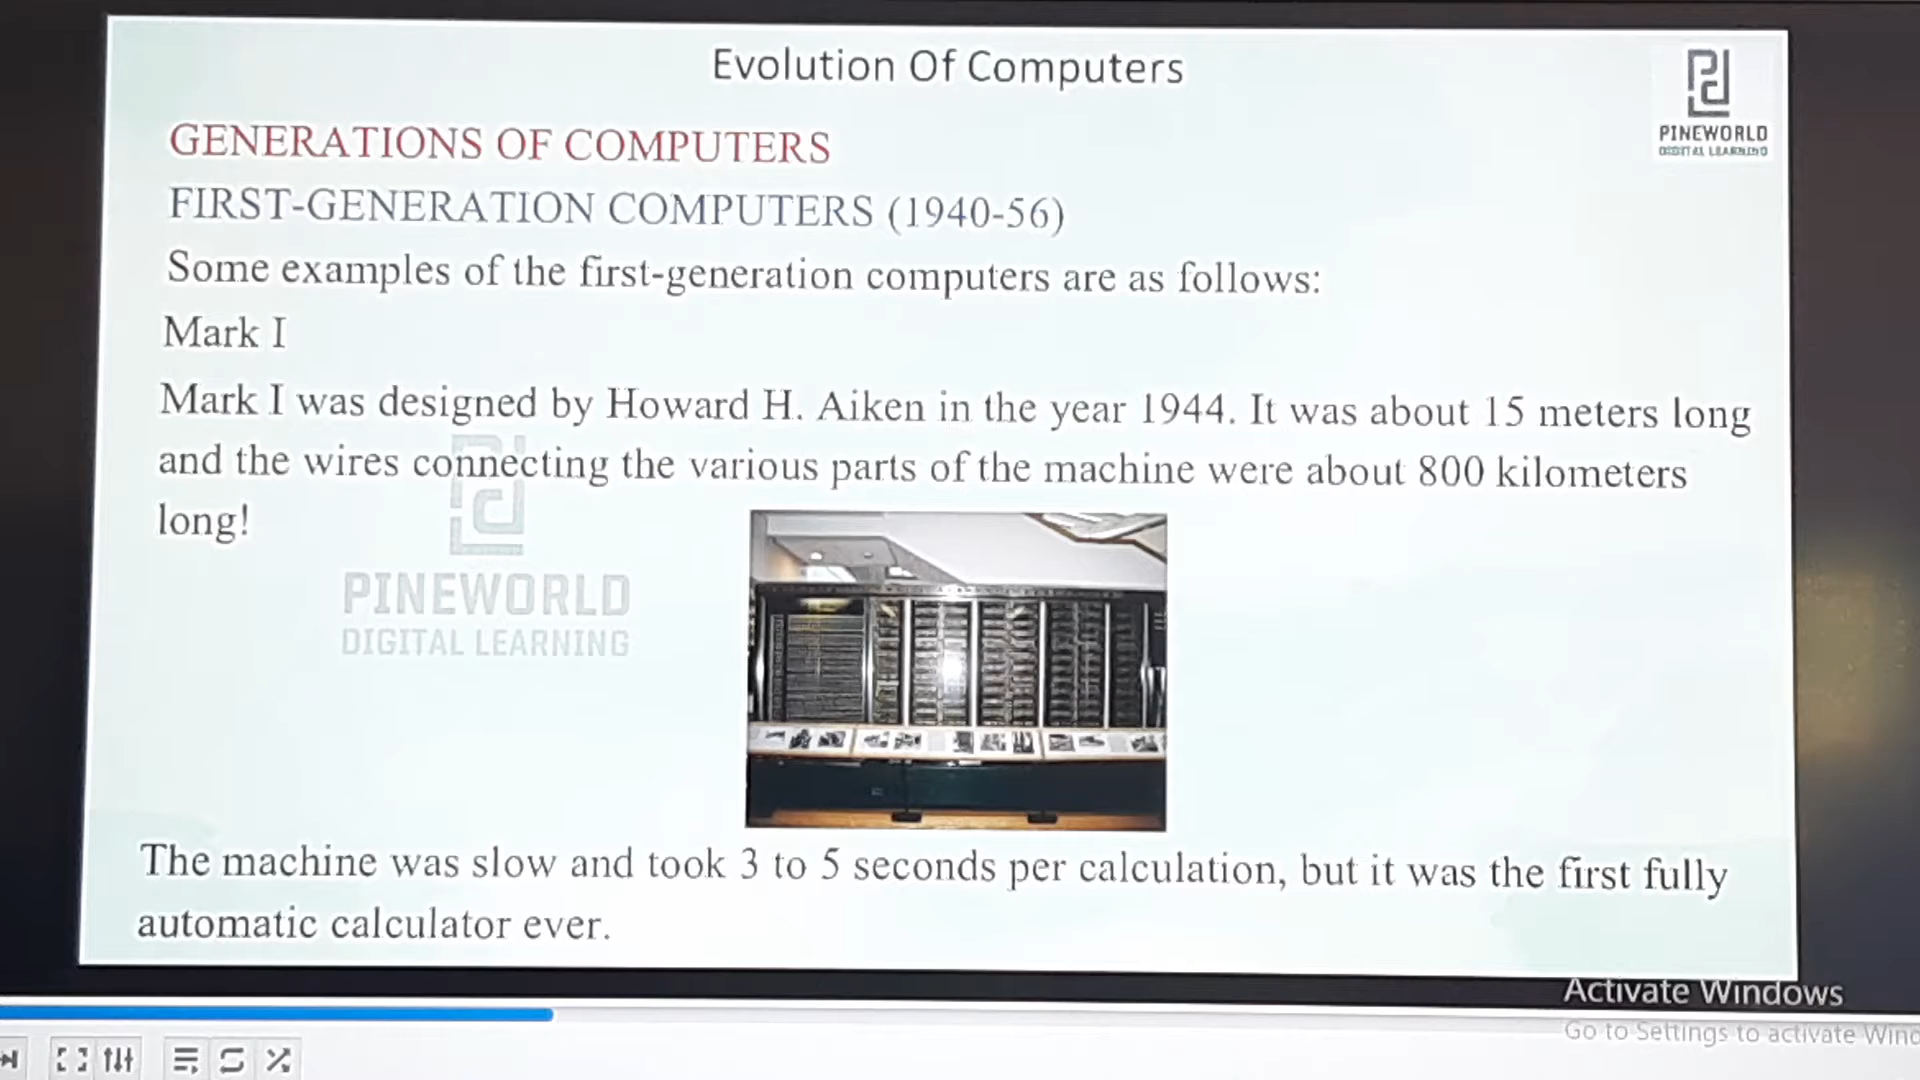 Evolution Of Computers
PINEWORLD
DIGITAL LEARNING
GENERATIONS OF COMPUTERS
FIRST-GENERATION COMPUTERS (1940-56)
Some examples of the first-generation computers are as follows:
Mark I
Mark I was designed by Howard H. Aiken in the year 1944. It was about 15 meters long
and the wires connecting the various parts of the machine were about 800 kilometers
long!
PINEWORLD
DIGITAL LEARNING
The machine was slow and took 3 to 5 seconds per calculation, but it was the first fully
automatic calculator ever.
Activate Windows
Go to Settings to activate Wind